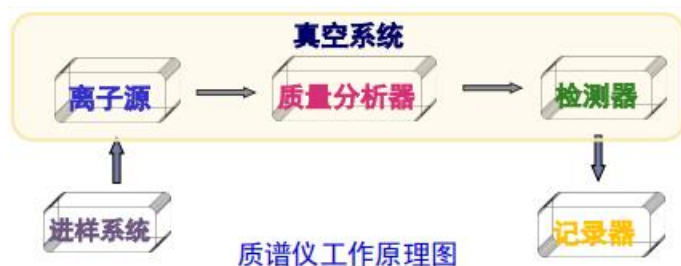 真空系统
离子源
质量分析器
检测器
进样系统
记录器
质谱仪工作原理图